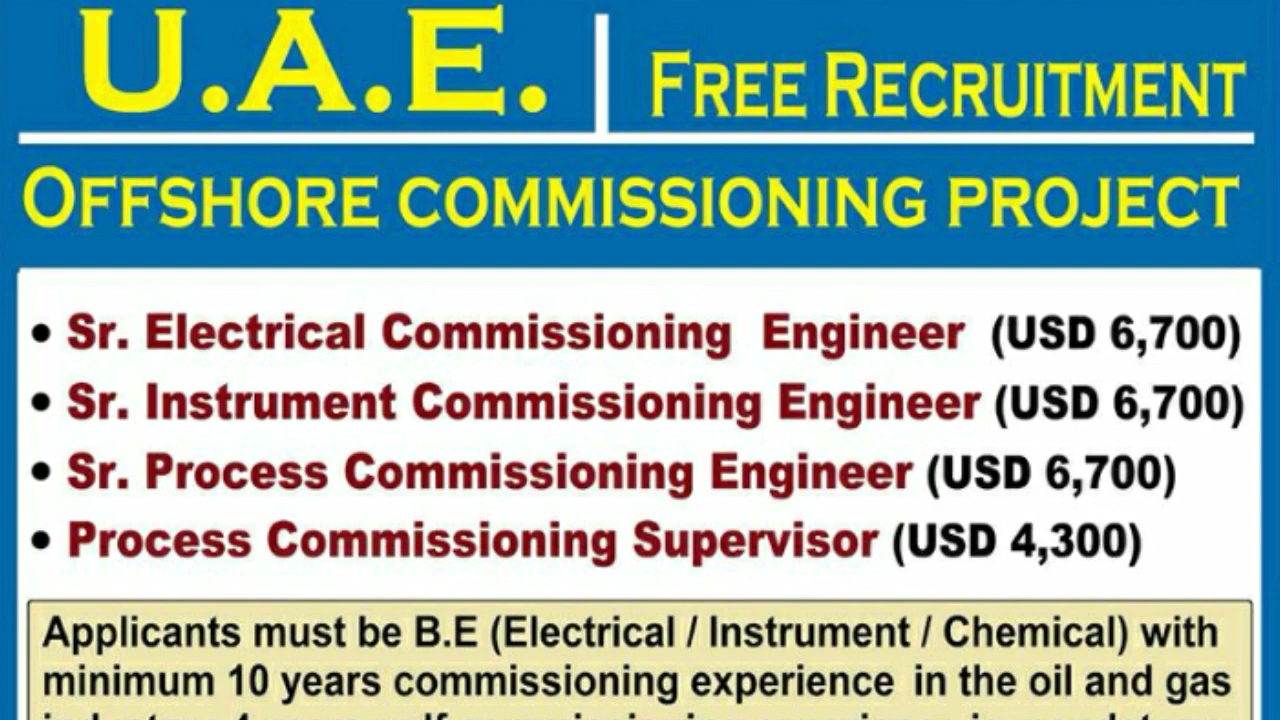 U.A.E. | FREE RECRUITMENT
OFFSHORE COMMISSIONING PROJECT
• Sr. Electrical Commissioning Engineer (USD 6,700)
• Sr. Instrument Commissioning Engineer (USD 6,700)
• Sr. Process Commissioning Engineer (USD 6,700)
• Process Commissioning Supervisor (USD 4,300)
Applicants must be B.E (Electrical / Instrument / Chemical) with
minimum 10 years commissioning experience in the oil and gas